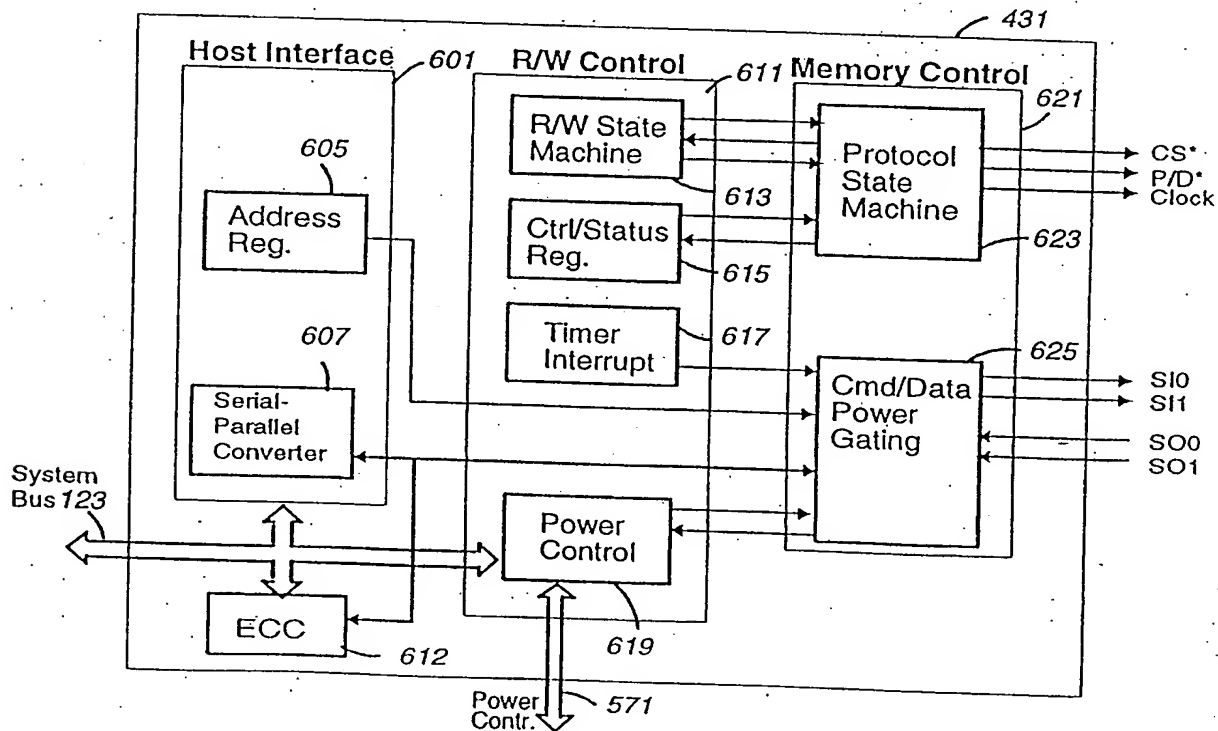 431
Host Interface
601
R/W Control
611
Memory Control
621
R/W State
Machine
613
Protocol
State
Machine
623
CS*
P/D*
Clock
605
Address
Reg.
Ctrl/Status
Reg.
615
Timer
Interrupt
617
607
Serial-
Parallel
Converter
625
Cmd/Data
Power
Gating
SI0
SI1
SO0
SO1
System
Bus 123
Power
Control
619
ECC
612
Power
Contr.
571